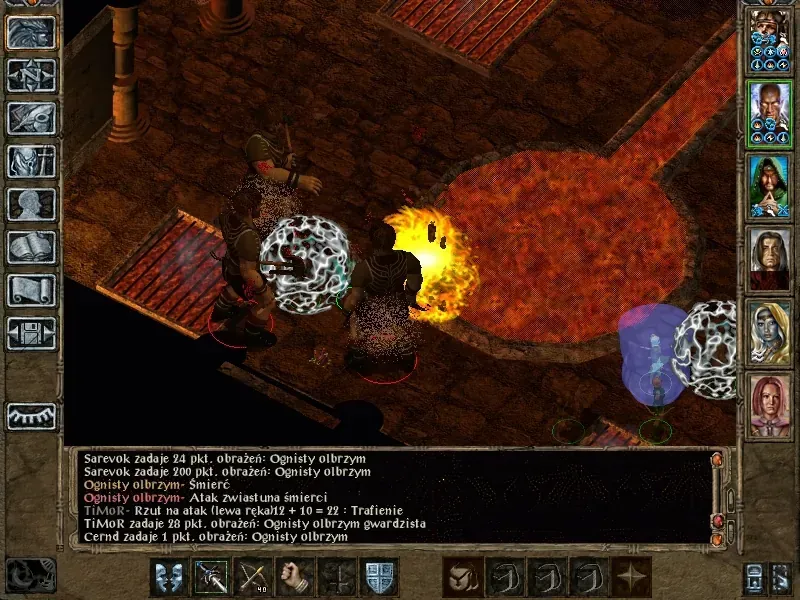 Sarevok zadaje 24 pkt. obrażeń: Ognisty olbrzym
Sarevok zadaje 200 pkt. obrażeń: Ognisty olbrzym
Ognisty olbrzym- Śmierć
Ognisty olbrzym- Atak zwiastuna śmierci
TiMoR- Rzut na atak (lewa ręka)12 + 10 = 22 : Trafienie
TiMoR zadaje 28 pkt. obrażeń: Ognisty olbrzym gwardzista
Cernd zadaje 1 pkt. obrażeń: Ognisty olbrzym
40